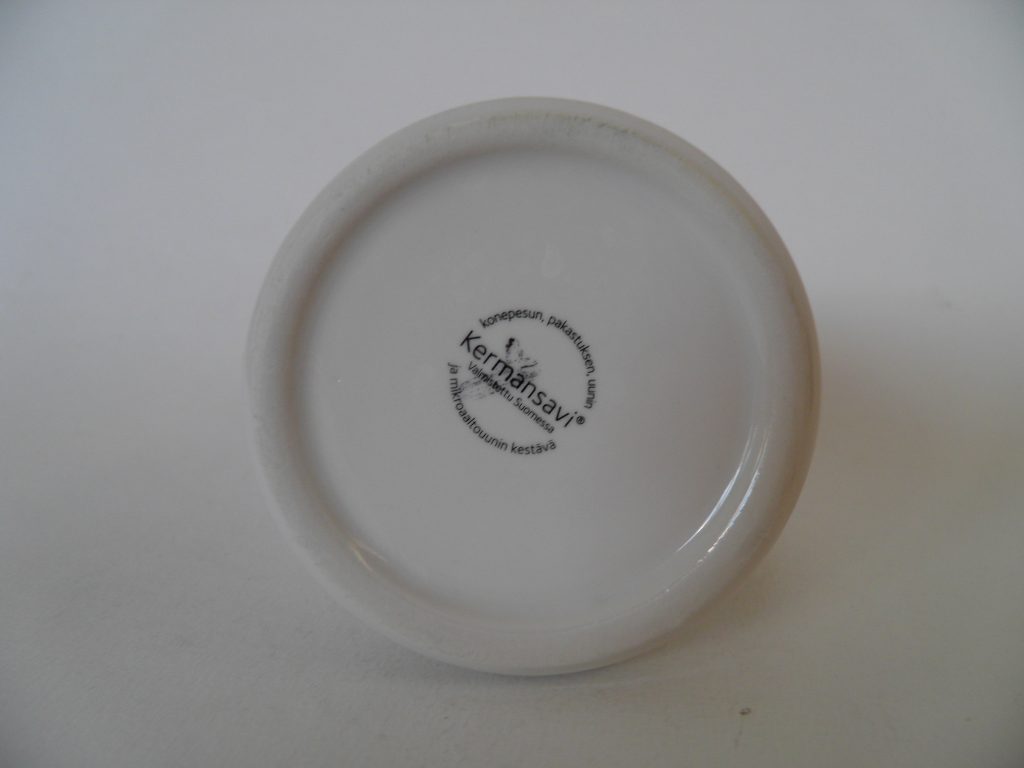 konepesun, pakastuksen, uunin
Kermansavi®
Valmistettu Suomessa
ja mikroaaltouunin kestävä